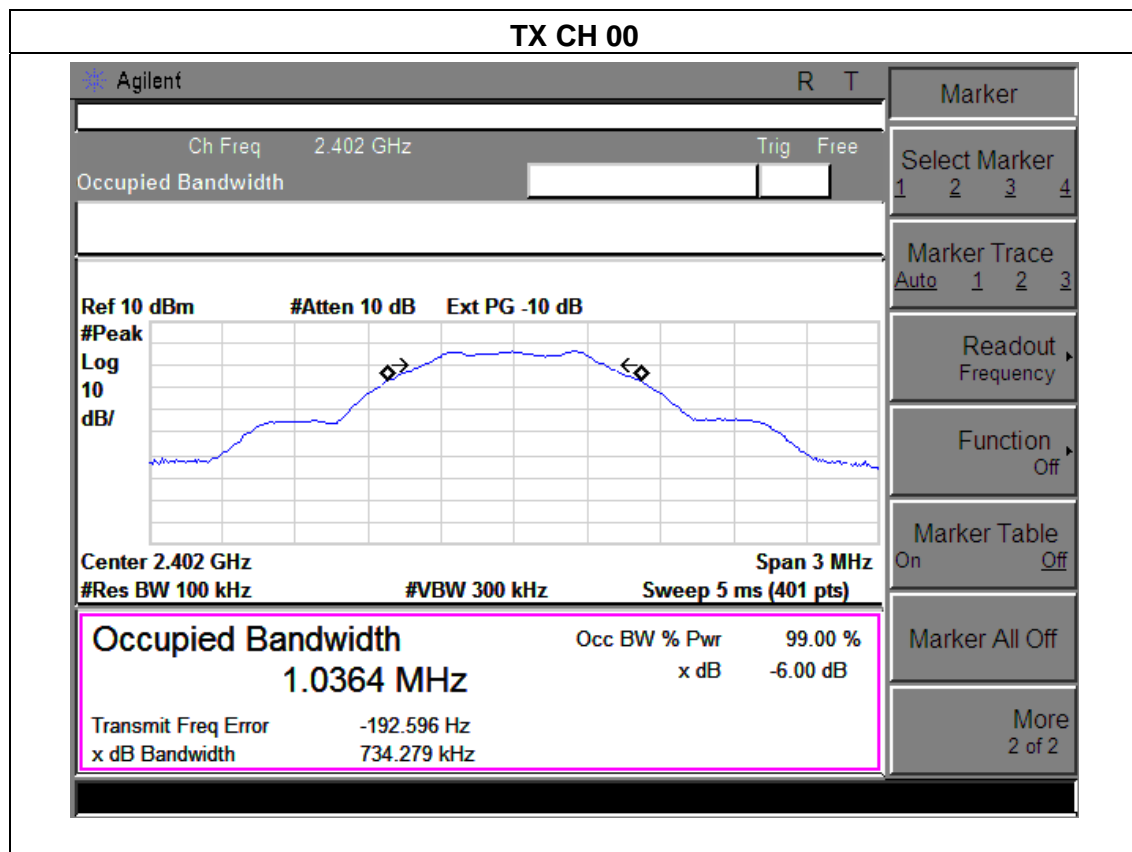 TX CH 00
Agilent R T
Ch Freq 2.402 GHz Trig Free
Occupied Bandwidth
Ref 10 dBm #Atten 10 dB Ext PG -10 dB
#Peak
Log
10
dB/
Center 2.402 GHz Span 3 MHz
#Res BW 100 kHz #VBW 300 kHz Sweep 5 ms (401 pts)
Occupied Bandwidth Occ BW % Pwr 99.00 %
1.0364 MHz x dB -6.00 dB
Transmit Freq Error -192.596 Hz
x dB Bandwidth 734.279 kHz
Marker
Select Marker
1 2 3 4
Marker Trace
Auto 1 2 3
Readout
Frequency
Function
Off
Marker Table
On Off
Marker All Off
More
2 of 2